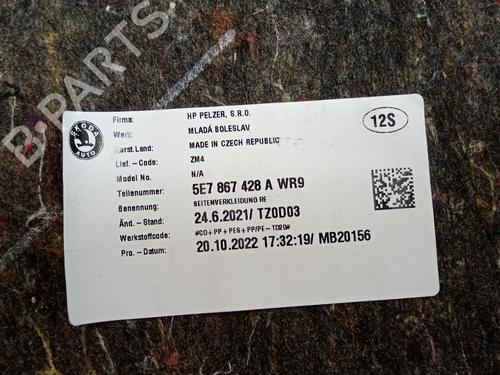 B-PARTS
Firma: HP PELZER, S.R.O.
Werk: MLADÁ BOLESLAV
Herst. Land: MADE IN CZECH REPUBLIC
Lief. - Code: ZM4
Model No. N/A
Teilenummer: 5E7 867 428 A WR9
Benennung: SEITENVERKLEIDUNG RE
Änd. - Stand: 24.6.2021/ TZ0D03
Werkstoffcode: #CO+PP+PES+PP/PE-TD20#
Pro. - Datum: 20.10.2022 17:32:19/ MB20156
12S
ŠKODA
AUTO